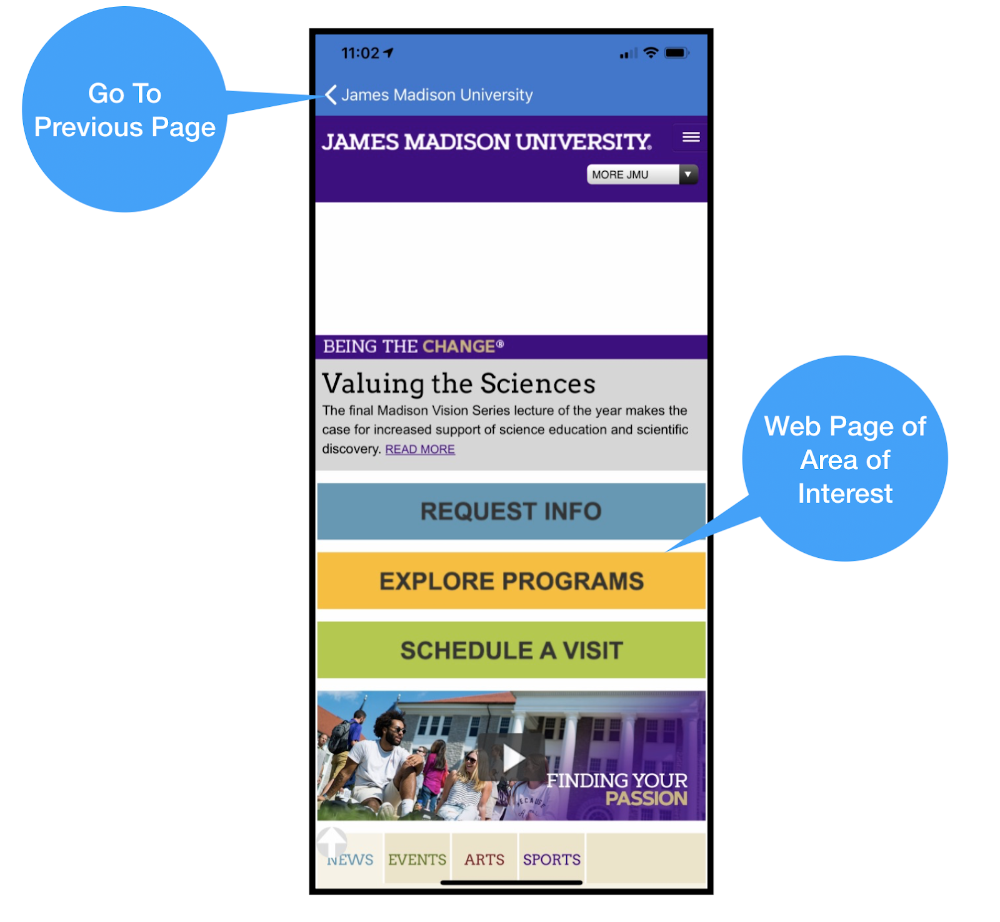 Go To
Previous Page
11:02
James Madison University
JAMES MADISON UNIVERSITY®
MORE JMU
BEING THE CHANGE®
Valuing the Sciences
The final Madison Vision Series lecture of the year makes the
case for increased support of science education and scientific
discovery. READ MORE
Web Page of
Area of
Interest
REQUEST INFO
EXPLORE PROGRAMS
SCHEDULE A VISIT
BECAUSE
FINDING YOUR
PASSION
NEWS EVENTS ARTS SPORTS